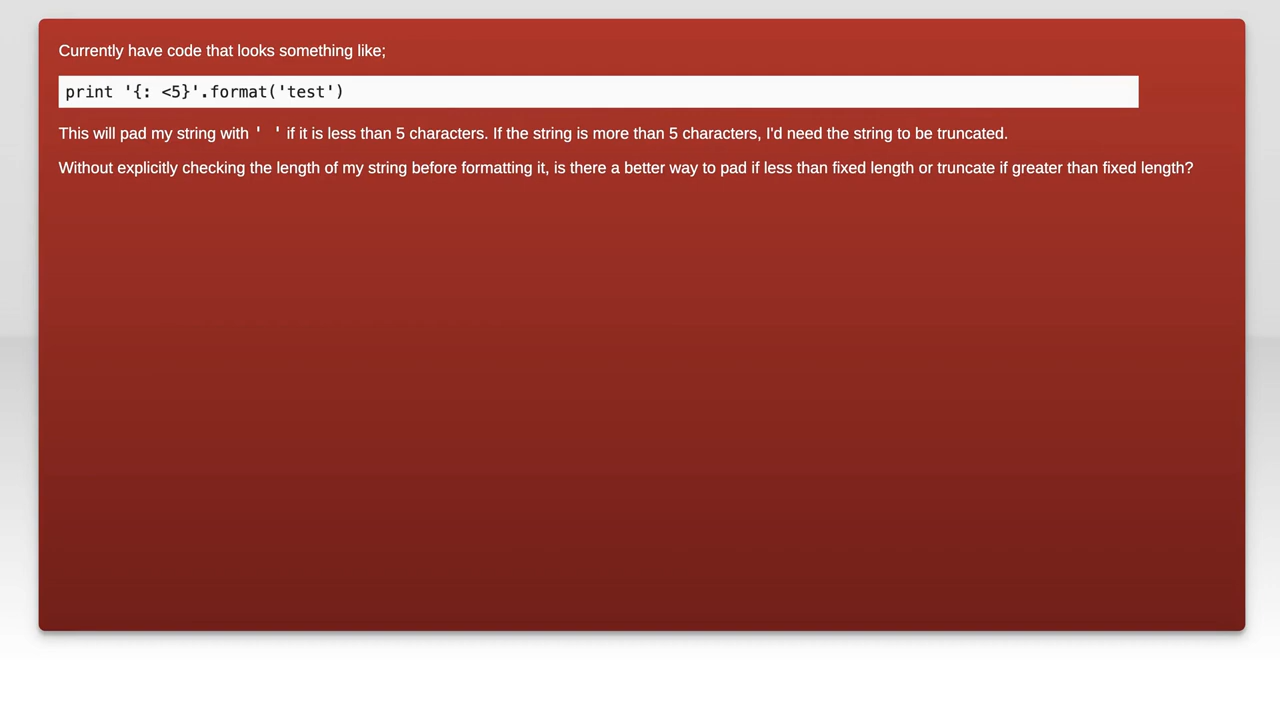 Currently have code that looks something like;
print '{: <5}'.format('test')
This will pad my string with ' ' if it is less than 5 characters. If the string is more than 5 characters, I'd need the string to be truncated.
Without explicitly checking the length of my string before formatting it, is there a better way to pad if less than fixed length or truncate if greater than fixed length?